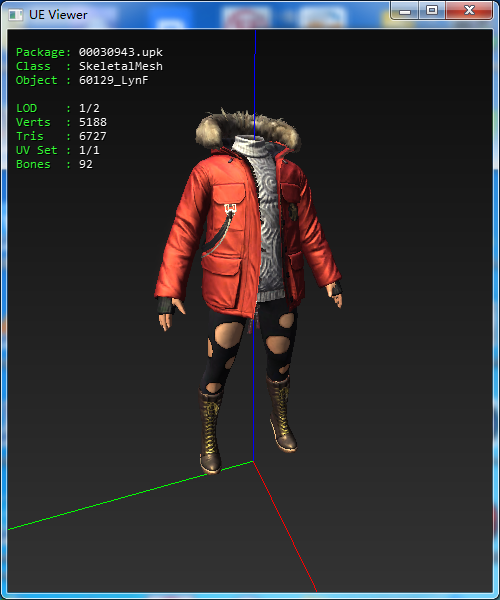 UE Viewer
Package: 00030943.upk
Class : SkeletalMesh
Object : 60129_LynF
LOD : 1/2
Verts : 5188
Tris : 6727
UV Set : 1/1
Bones : 92